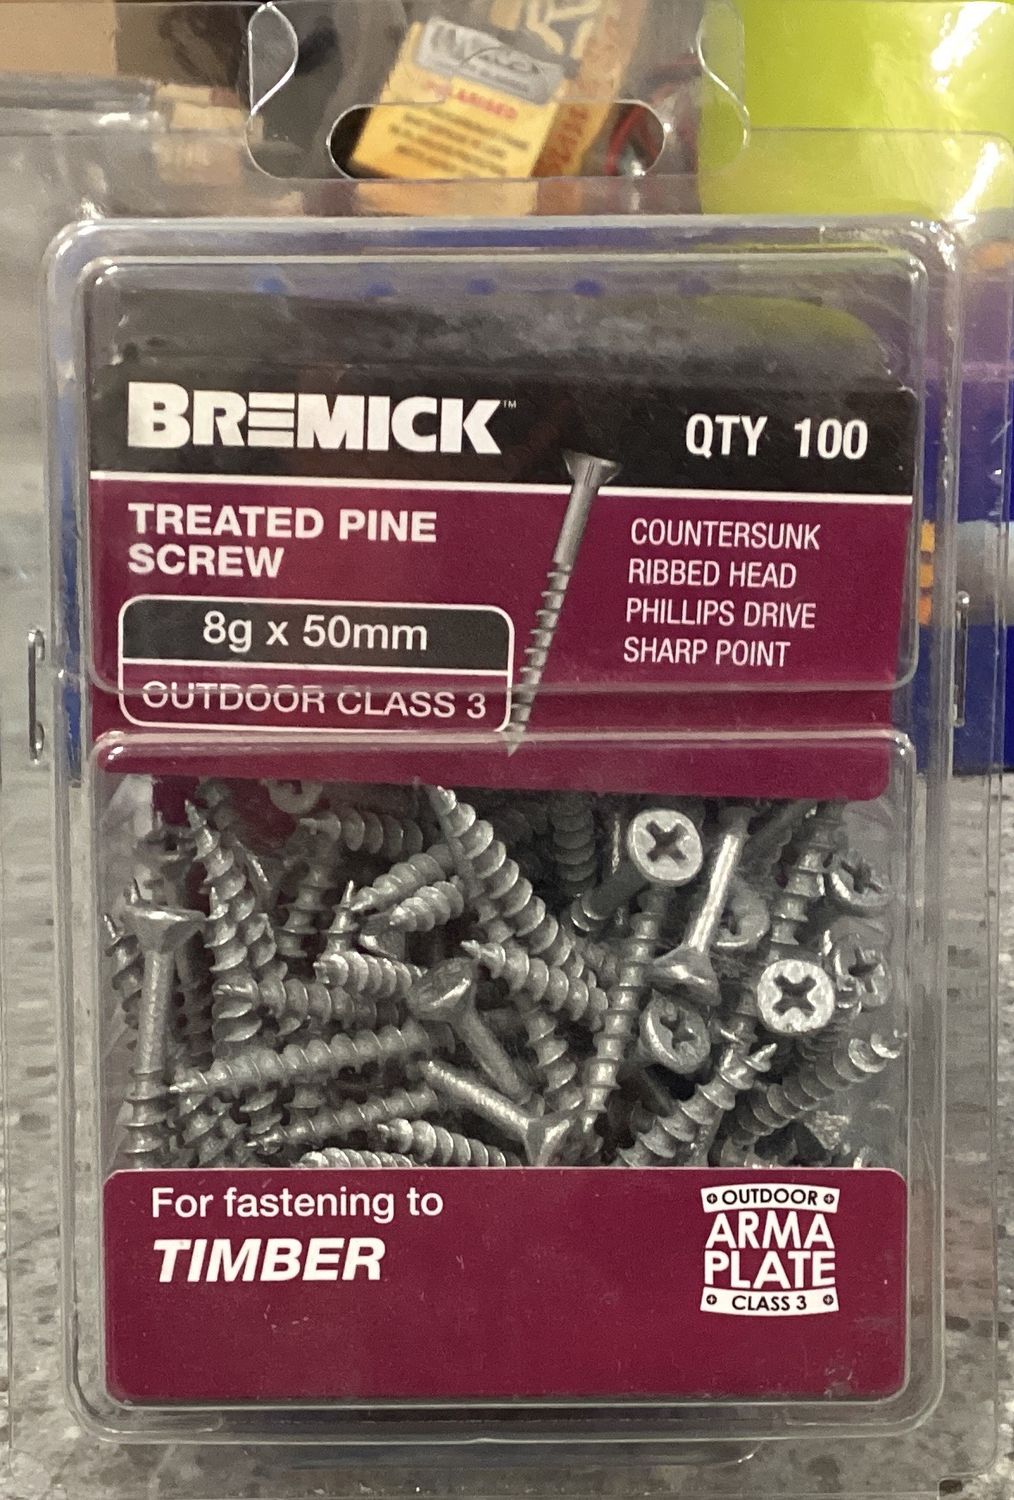 BREMICK™
QTY 100
TREATED PINE
SCREW
8g x 50mm
OUTDOOR CLASS 3
COUNTERSUNK
RIBBED HEAD
PHILLIPS DRIVE
SHARP POINT
For fastening to
TIMBER
OUTDOOR
ARMA
PLATE
CLASS 3